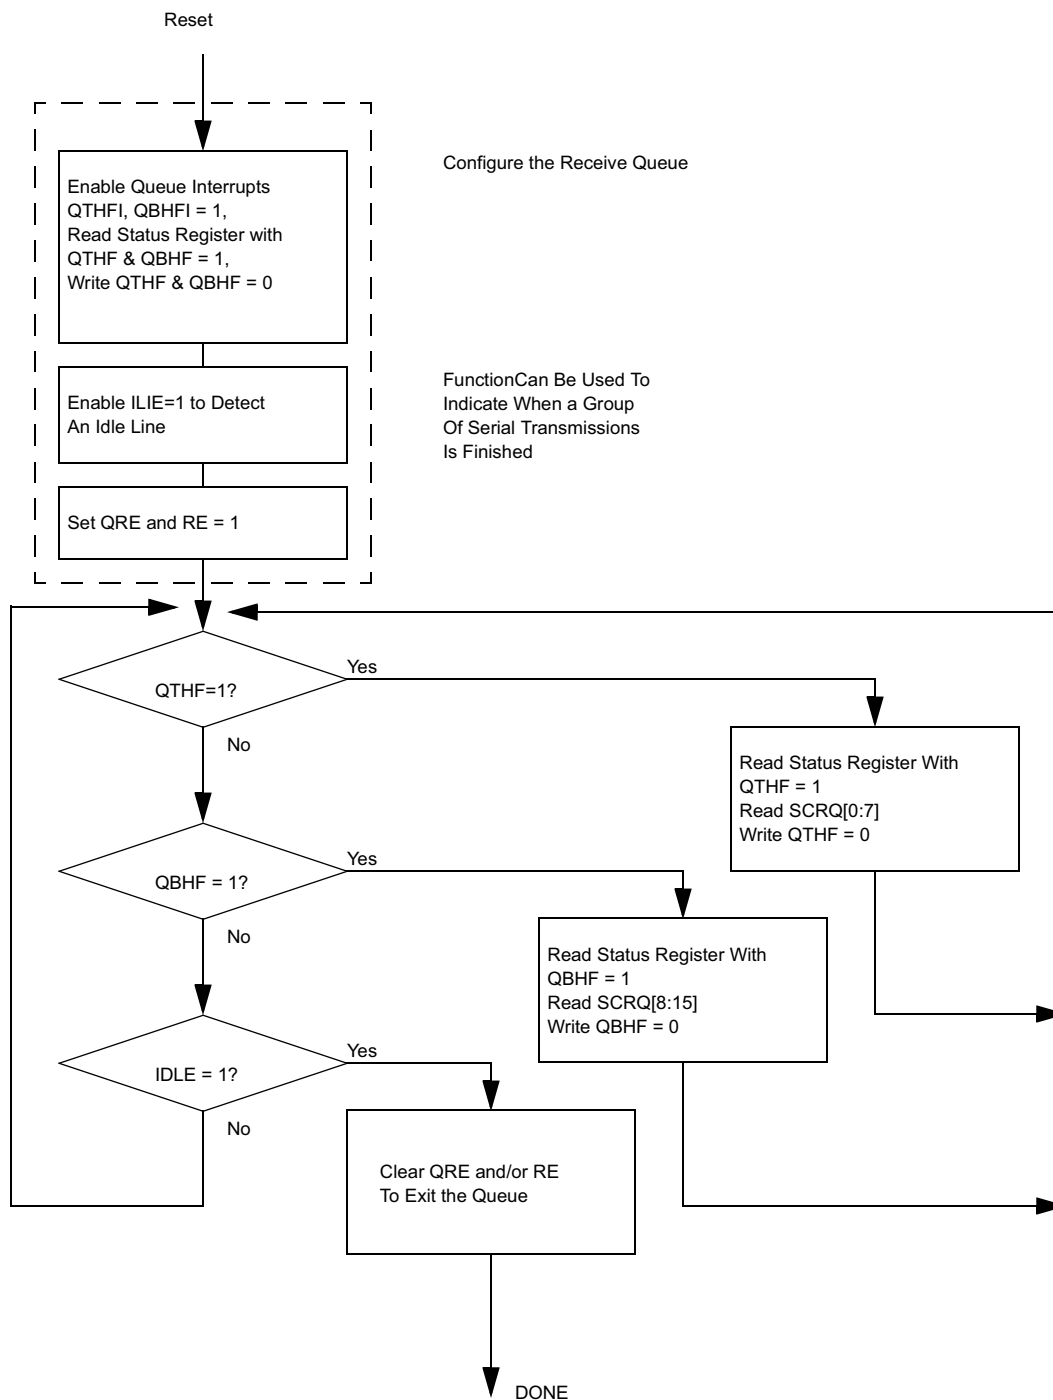 Reset
Configure the Receive Queue
Enable Queue Interrupts
QTHFI, QBHFI = 1,
Read Status Register with
QTHF & QBHF = 1,
Write QTHF & QBHF = 0
FunctionCan Be Used To
Indicate When a Group
Of Serial Transmissions
Is Finished
Enable ILIE=1 to Detect
An Idle Line
Set QRE and RE = 1
QTHF=1?
Yes
No
Read Status Register With
QTHF = 1
Read SCRQ[0:7]
Write QTHF = 0
QBHF = 1?
Yes
No
Read Status Register With
QBHF = 1
Read SCRQ[8:15]
Write QBHF = 0
IDLE = 1?
Yes
No
Clear QRE and/or RE
To Exit the Queue
DONE